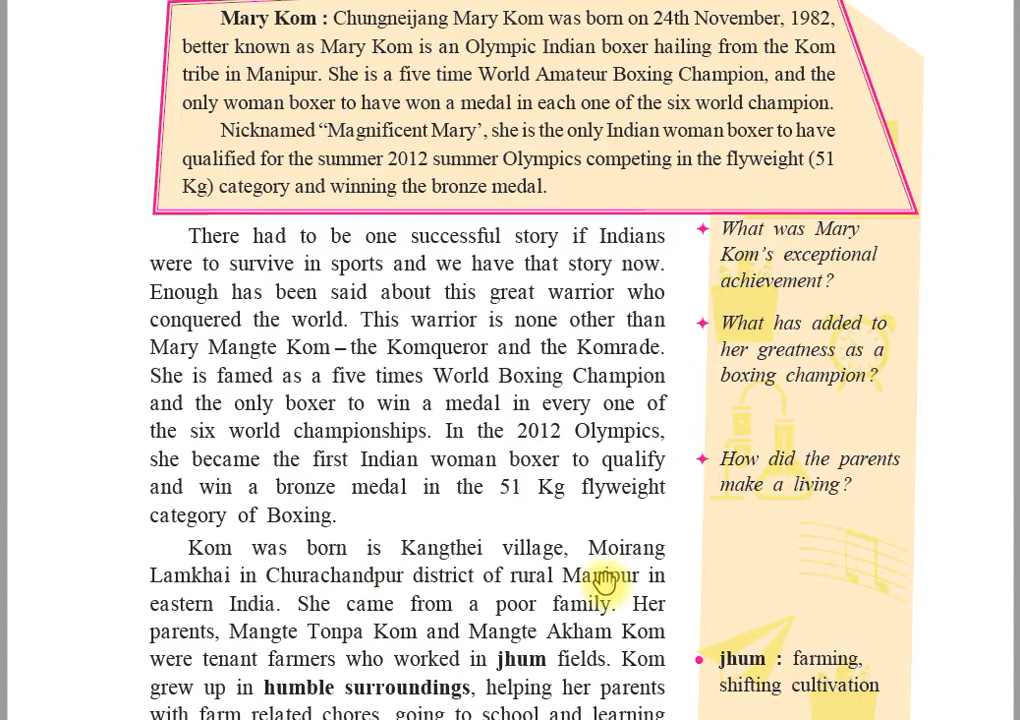 Mary Kom : Chungneijang Mary Kom was born on 24th November, 1982,
better known as Mary Kom is an Olympic Indian boxer hailing from the Kom
tribe in Manipur. She is a five time World Amateur Boxing Champion, and the
only woman boxer to have won a medal in each one of the six world champion.
Nicknamed “Magnificent Mary’, she is the only Indian woman boxer to have
qualified for the summer 2012 summer Olympics competing in the flyweight (51
Kg) category and winning the bronze medal.
There had to be one successful story if Indians
were to survive in sports and we have that story now.
Enough has been said about this great warrior who
conquered the world. This warrior is none other than
Mary Mangte Kom – the Komqueror and the Komrade.
She is famed as a five times World Boxing Champion
and the only boxer to win a medal in every one of
the six world championships. In the 2012 Olympics,
she became the first Indian woman boxer to qualify
and win a bronze medal in the 51 Kg flyweight
category of Boxing.
Kom was born is Kangthei village, Moirang
Lamkhai in Churachandpur district of rural Manipur in
eastern India. She came from a poor family. Her
parents, Mangte Tonpa Kom and Mangte Akham Kom
were tenant farmers who worked in jhum fields. Kom
grew up in humble surroundings, helping her parents
with farm related chores, going to school and learning
What was Mary
Kom’s exceptional
achievement?
What has added to
her greatness as a
boxing champion?
How did the parents
make a living?
jhum : farming,
shifting cultivation